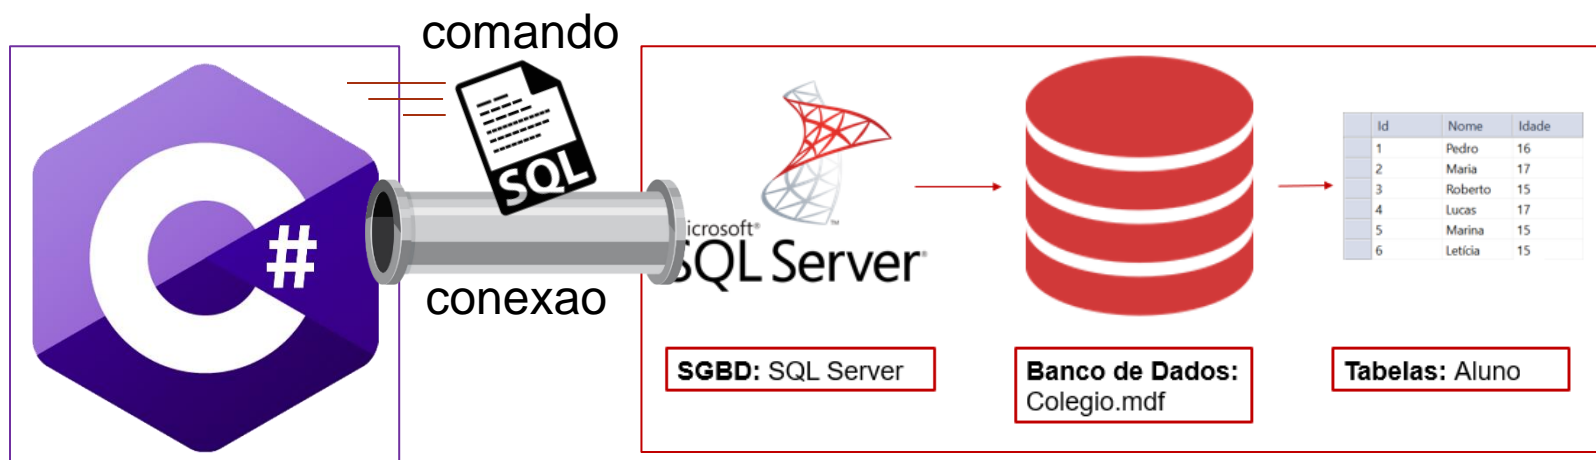 comando
SQL
#
conexao
icrosoft®
SQL Server
SGBD: SQL Server
Banco de Dados:
Colegio.mdf
Id Nome Idade
1 Pedro 16
2 Maria 17
3 Roberto 15
4 Lucas 17
5 Marina 15
6 Letícia 15
Tabelas: Aluno